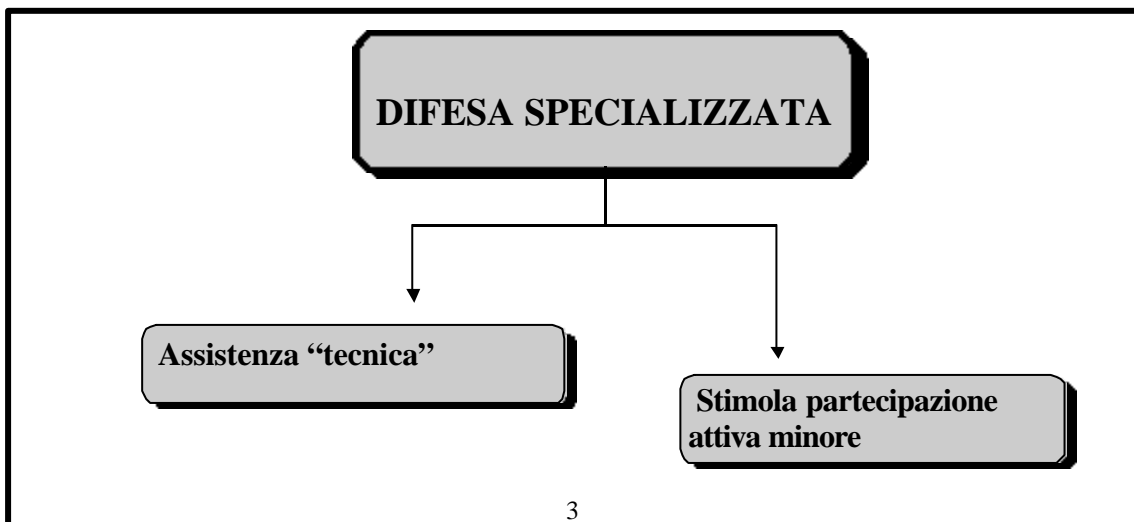 DIFESA SPECIALIZZATA
Assistenza “tecnica”
Stimola partecipazione
attiva minore
3